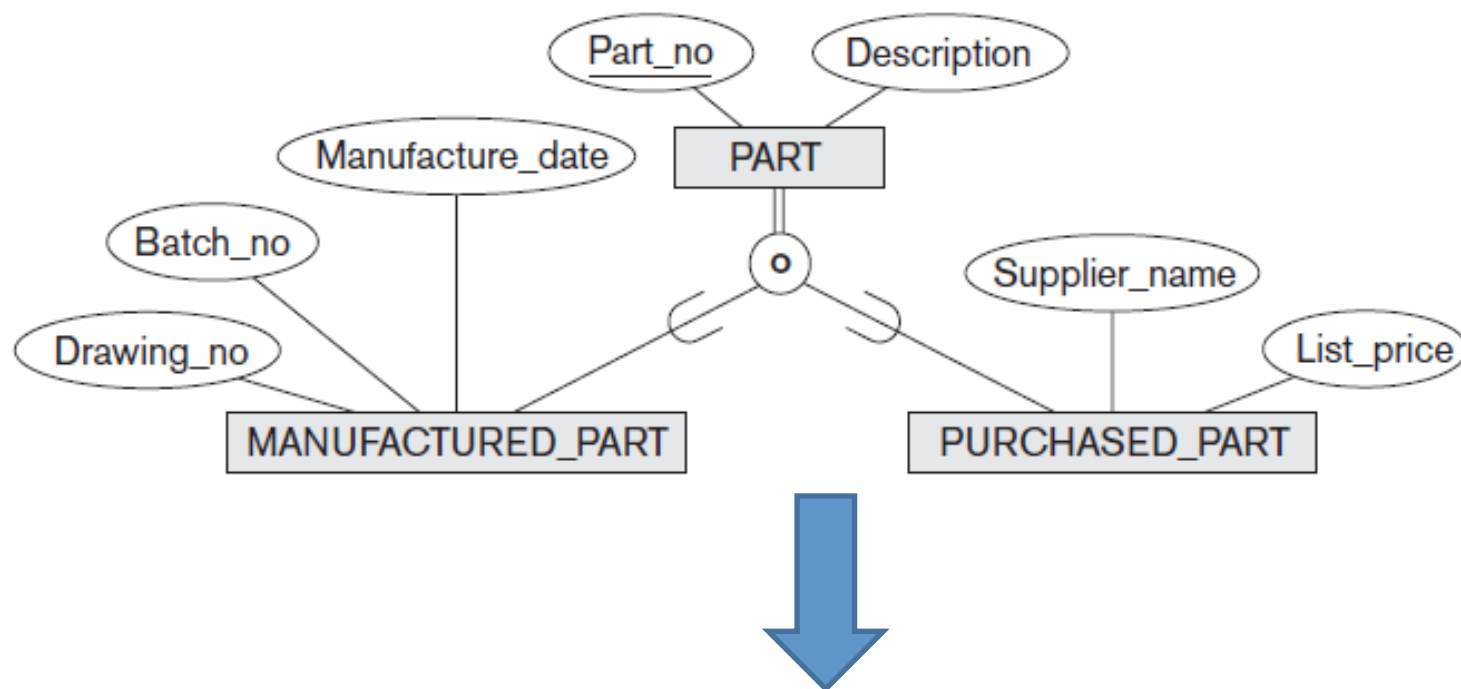 Part_no
Description
Manufacture_date
PART
Batch_no
o
Supplier_name
Drawing_no
List_price
MANUFACTURED_PART
PURCHASED_PART